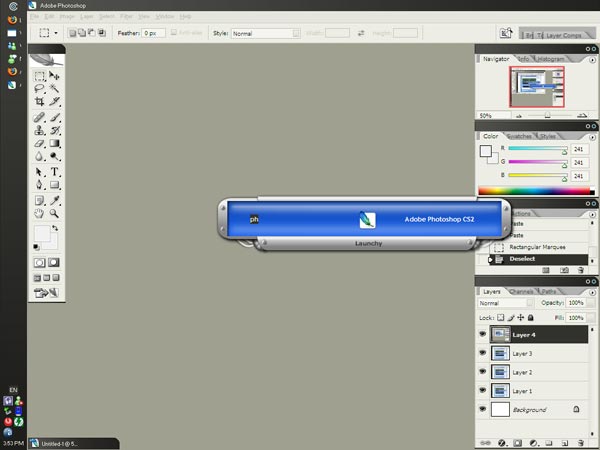 Adobe Photoshop
File Edit Image Layer Select Filter View Window Help
Feather: 0 px Anti-alias Style: Normal Width: Height:
Layer Comps
Navigator Info Histogram
50%
Color Swatches Styles
R 241
G 241
B 241
ph Adobe Photoshop CS2
Launchy
Actions
Paste
Paste
Rectangular Marquee
Deselect
Layers Channels Paths
Normal Opacity: 100%
Lock: Fill: 100%
Layer 4
Layer 3
Layer 2
Layer 1
Background
EN
3:53 PM
Untitled-1 @ 5...